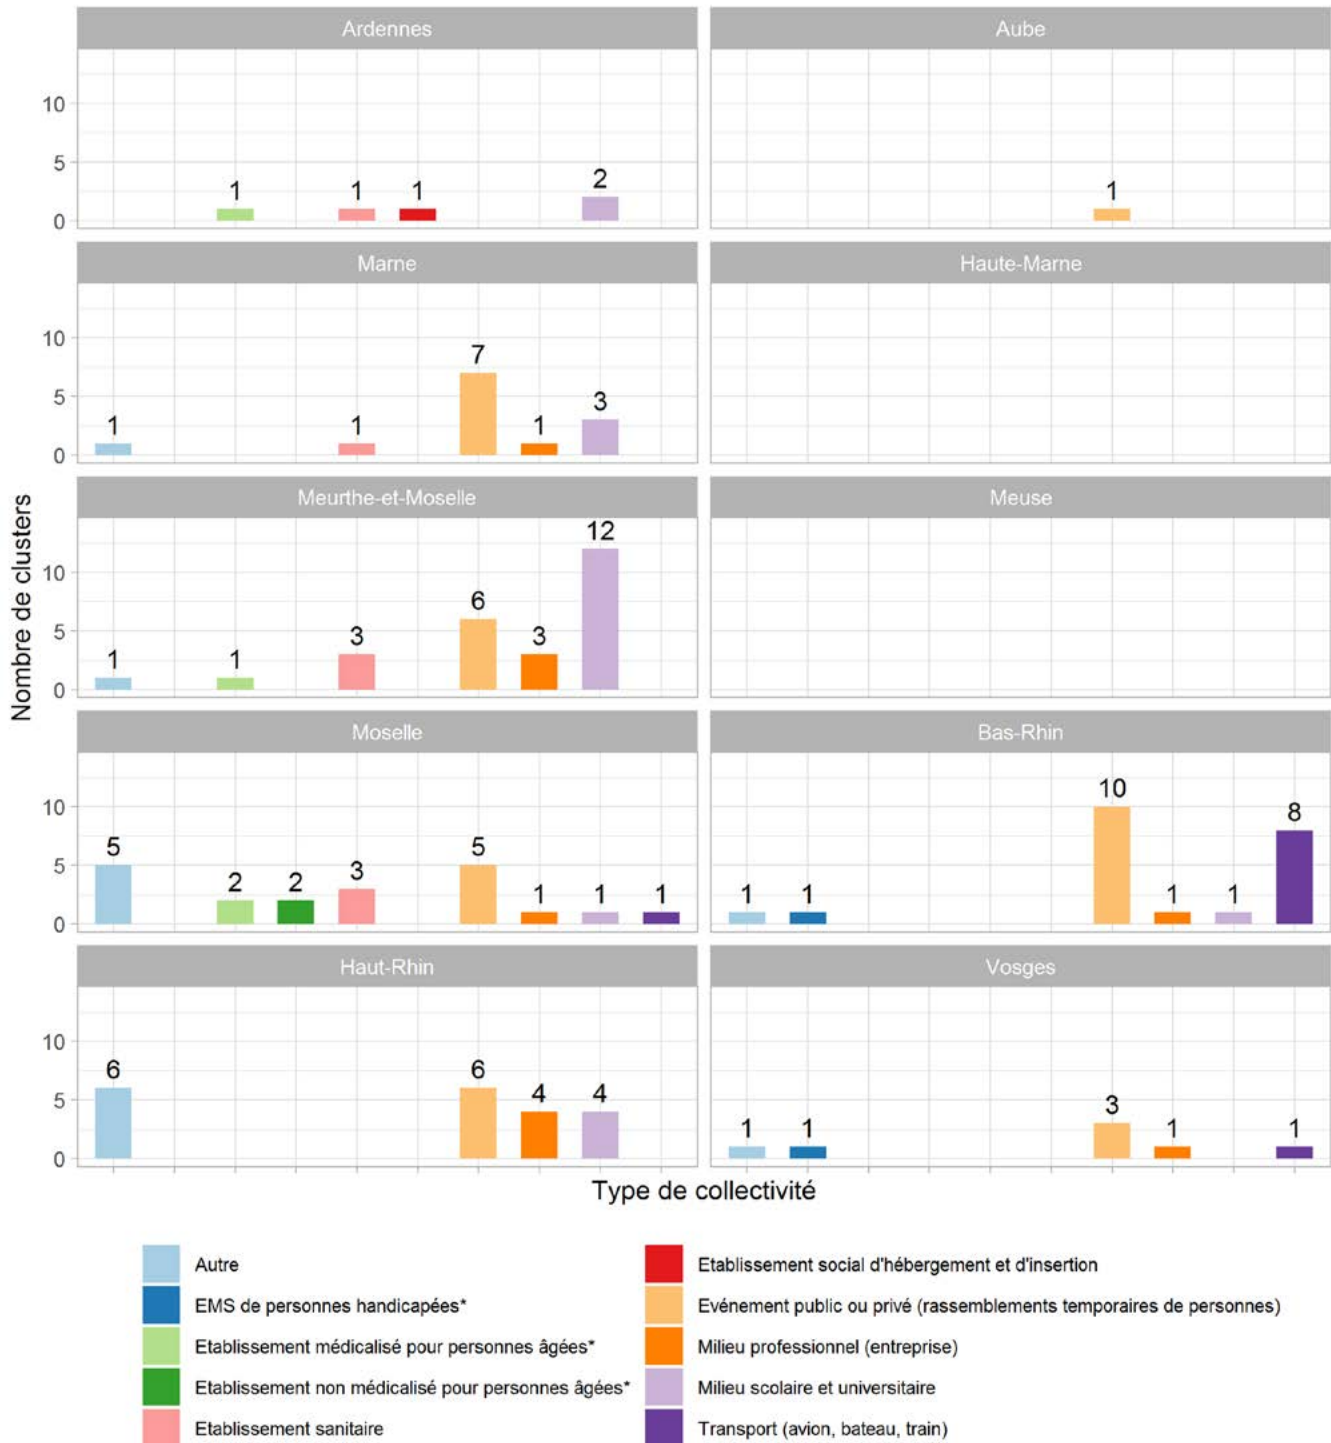 Ardennes
Aube
10
5
0
1
1
1
2
1
Marne
Haute-Marne
10
5
0
1
1
7
1
3
Meurthe-et-Moselle
Meuse
10
5
0
1
1
3
6
3
12
Nombre de clusters
Moselle
Bas-Rhin
10
5
0
5
2
2
3
5
1
1
1
1
1
10
1
1
8
Haut-Rhin
Vosges
10
5
0
6
6
4
4
1
1
3
1
1
Type de collectivité
Autre
EMS de personnes handicapées*
Etablissement médicalisé pour personnes âgées*
Etablissement non médicalisé pour personnes âgées*
Etablissement sanitaire
Etablissement social d'hébergement et d'insertion
Evénement public ou privé (rassemblements temporaires de personnes)
Milieu professionnel (entreprise)
Milieu scolaire et universitaire
Transport (avion, bateau, train)